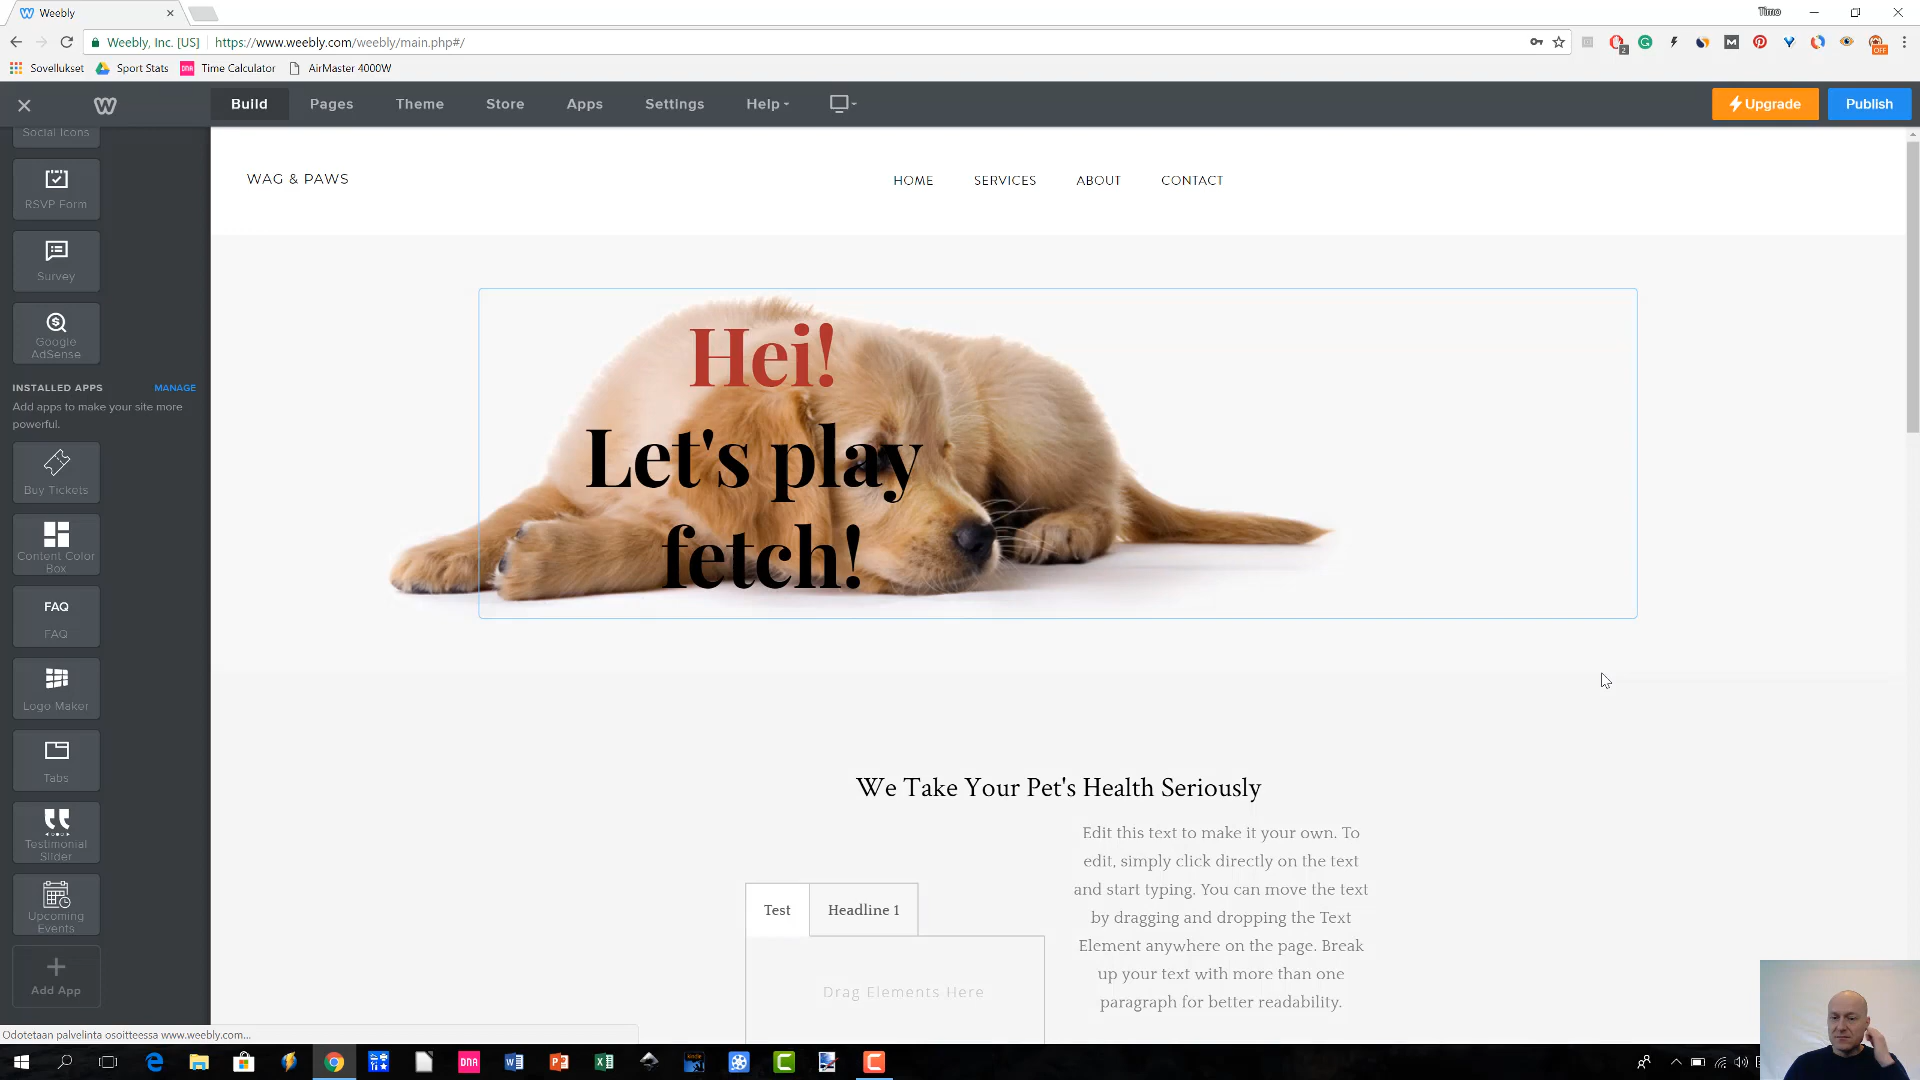 Weebly
Timo
Weebly, Inc. [US]
https://www.weebly.com/weebly/main.php#/
2
OFF
Sovellukset
Sport Stats
DNA
Time Calculator
AirMaster 4000W
Build
Pages
Theme
Store
Apps
Settings
Help
Upgrade
Publish
Social Icons
RSVP Form
Survey
Google
AdSense
INSTALLED APPS
MANAGE
Add apps to make your site more
powerful.
Buy Tickets
Content Color
Box
FAQ
FAQ
Logo Maker
Tabs
Testimonial
Slider
Upcoming
Events
Add App
WAG & PAWS
HOME
SERVICES
ABOUT
CONTACT
Hei!
Let's play
fetch!
We Take Your Pet's Health Seriously
Edit this text to make it your own. To
edit, simply click directly on the text
and start typing. You can move the text
by dragging and dropping the Text
Element anywhere on the page. Break
up your text with more than one
paragraph for better readability.
Test
Headline 1
Drag Elements Here
Odotetaan palvelinta osoitteessa www.weebly.com...
DNA
kindle